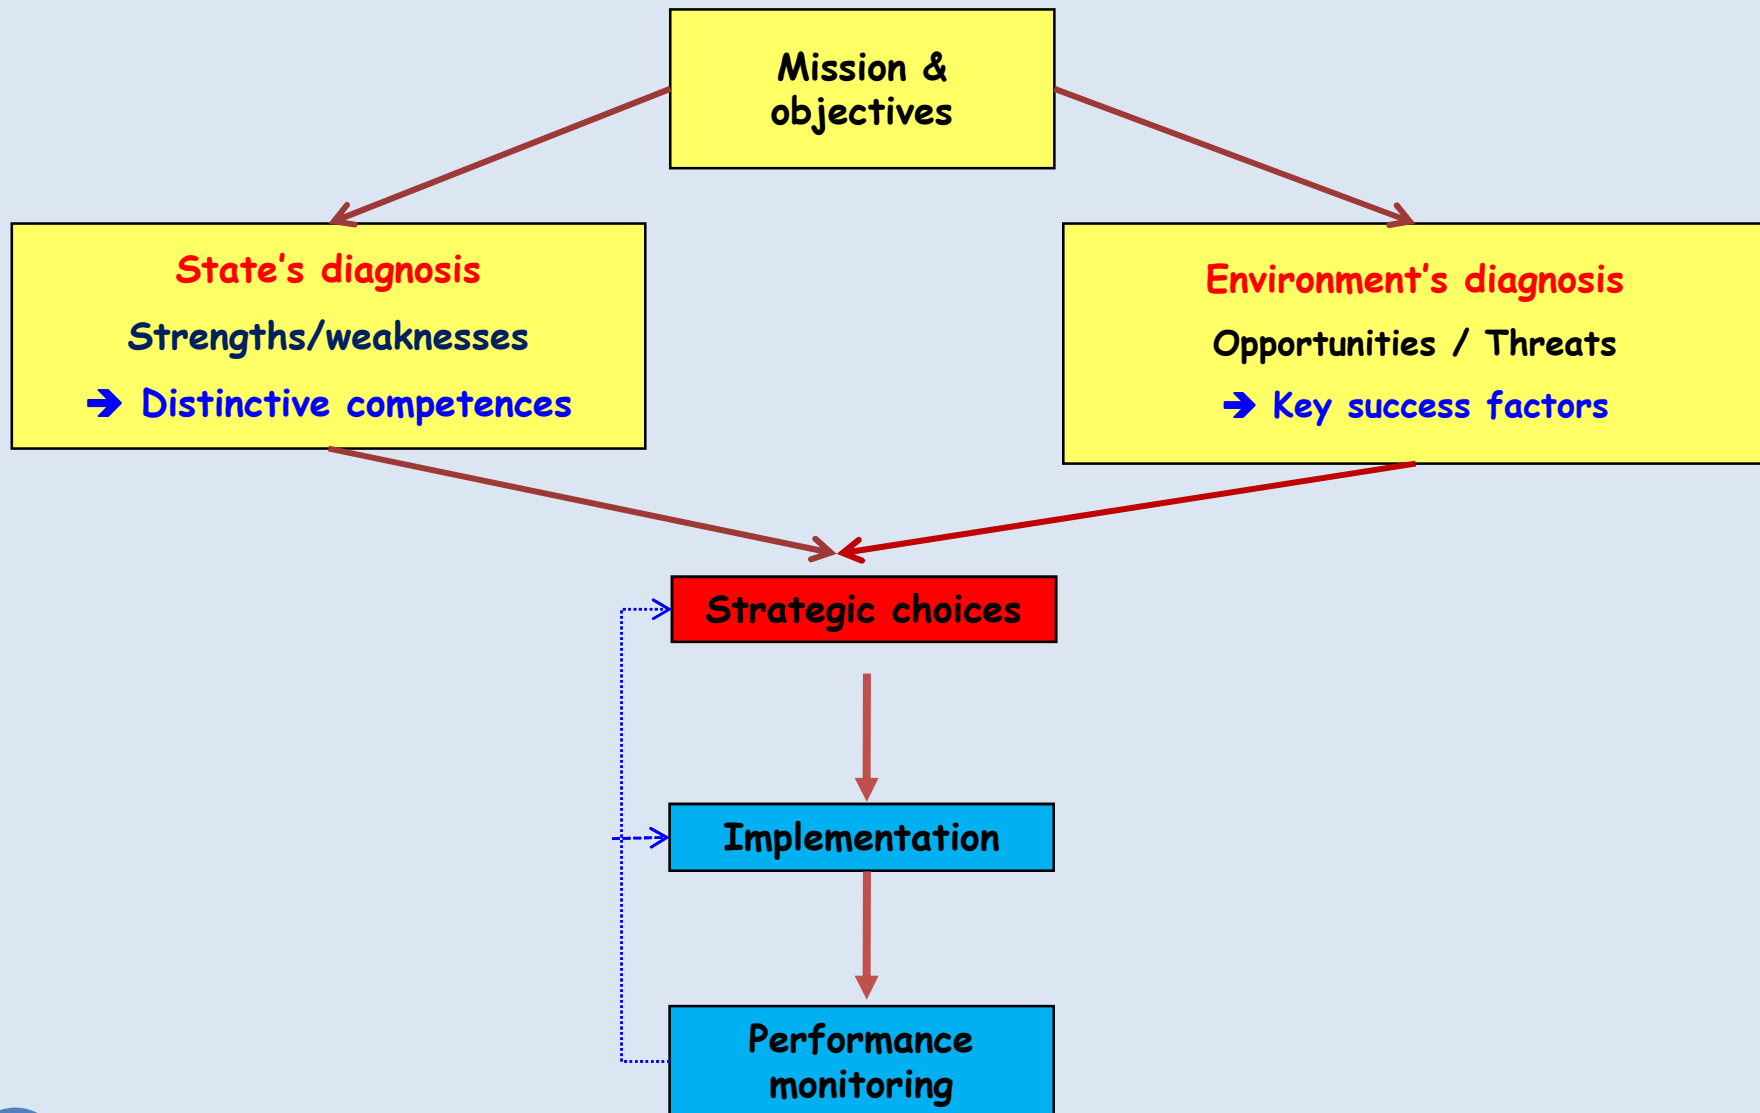 Mission &
objectives
State's diagnosis
Strengths/weaknesses
➔ Distinctive competences
Environment's diagnosis
Opportunities / Threats
➔ Key success factors
Strategic choices
Implementation
Performance
monitoring